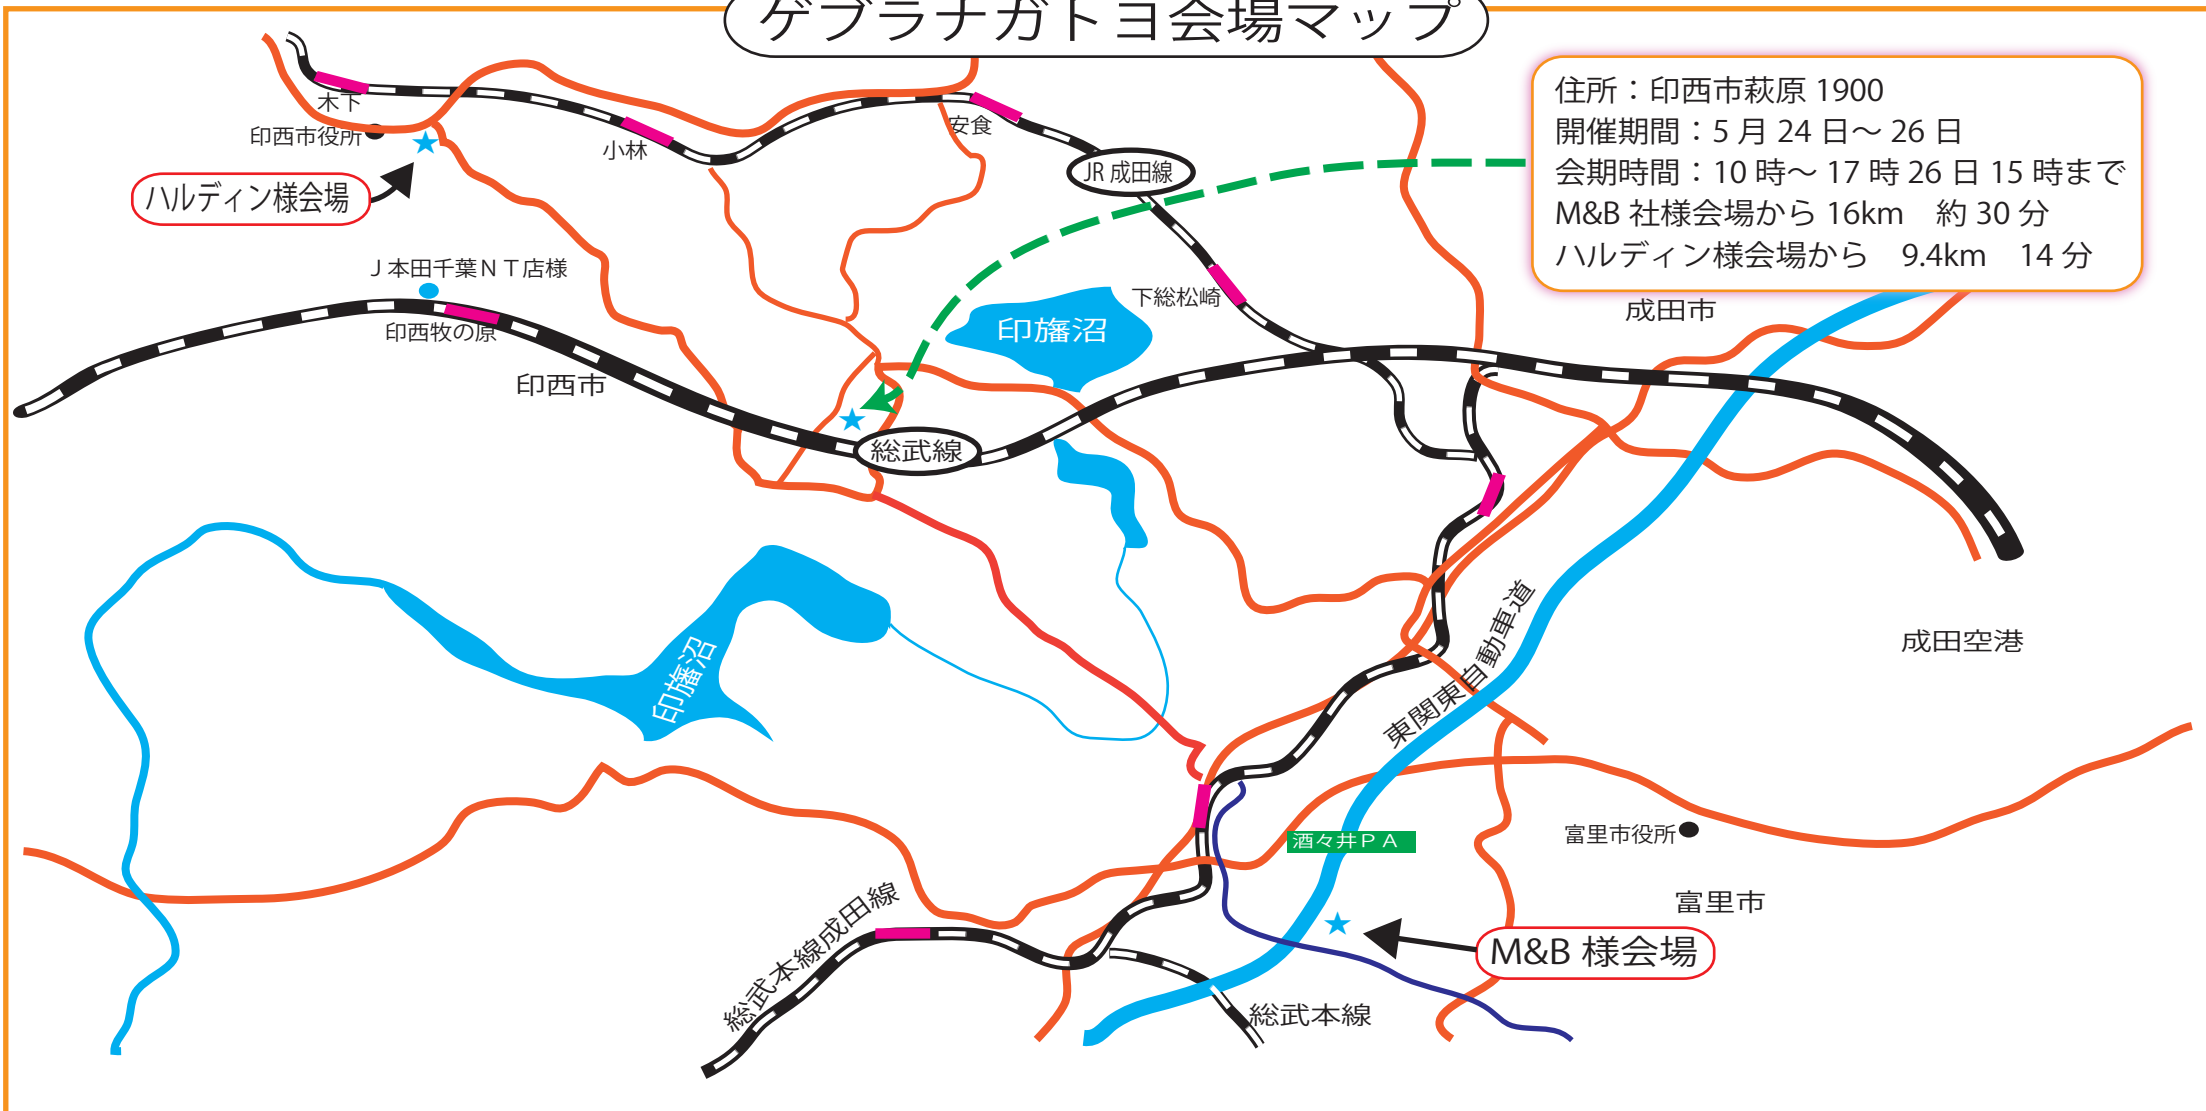 ゲブラナガトヨ会場マップ
住所：印西市萩原 1900
開催期間：5 月 24 日～ 26 日
会期時間：10 時～ 17 時 26 日 15 時まで
M&B 社様会場から 16km　約 30 分
ハルディン様会場から　9.4km　14 分
木下
印西市役所
小林
安食
JR 成田線
ハルディン様会場
J 本田千葉ＮＴ店様
印西牧の原
印西市
下総松崎
印旛沼
成田市
総武線
印旛沼
東関東自動車道
成田空港
酒々井ＰＡ
富里市役所
富里市
総武本線成田線
M&B 様会場
総武本線